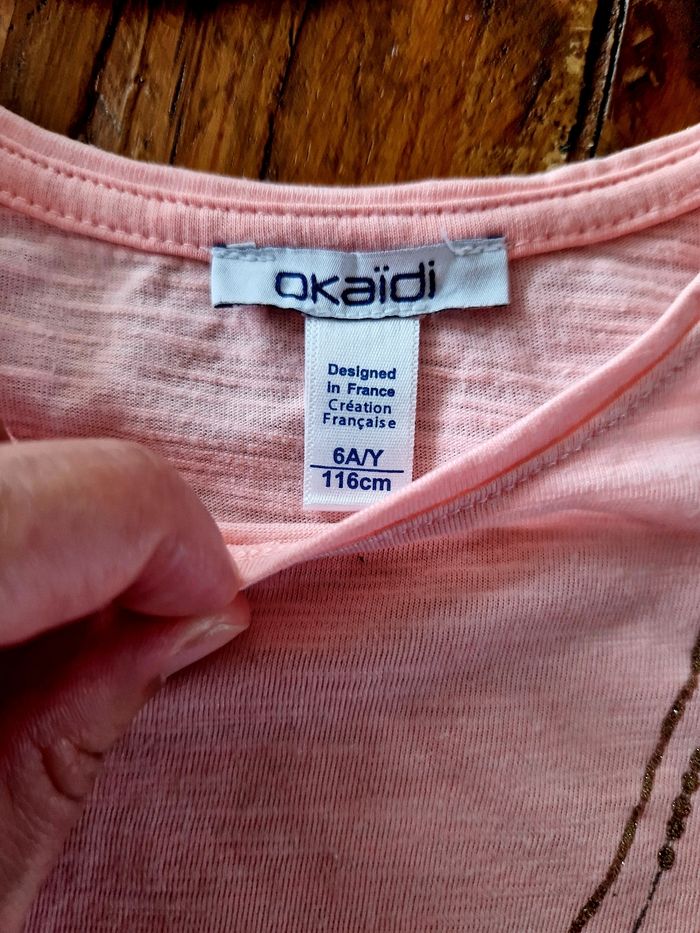 okaïdi
Designed
in France
Création
Française
6A/Y
116cm